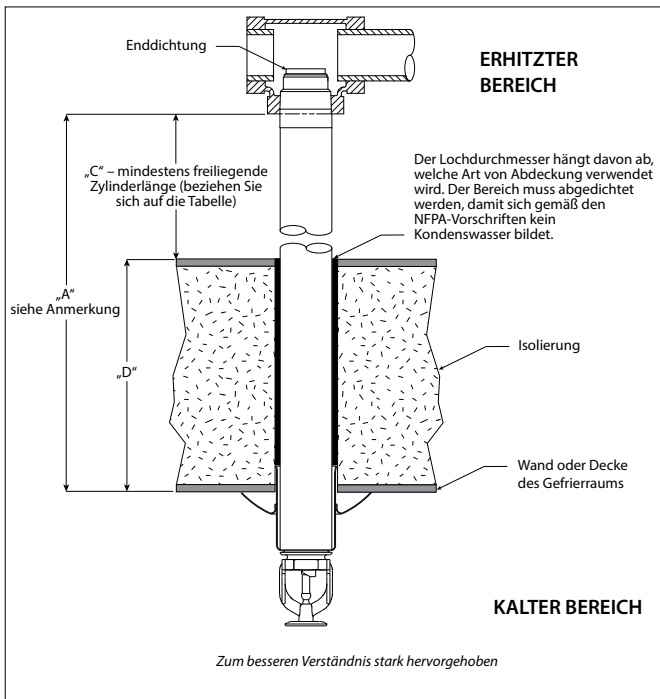 Enddichtung
ERHITZTER
BEREICH
„C“ – mindestens freiliegende
Zylinderlänge (beziehen Sie
sich auf die Tabelle)
Der Lochdurchmesser hängt davon ab,
welche Art von Abdeckung verwendet
wird. Der Bereich muss abgedichtet
werden, damit sich gemäß den
NFPA-Vorschriften kein
Kondenswasser bildet.
„A“
siehe Anmerkung
„D“
Isolierung
Wand oder Decke
des Gefrierraums
KALTER BEREICH
Zum besseren Verständnis stark hervorgehoben